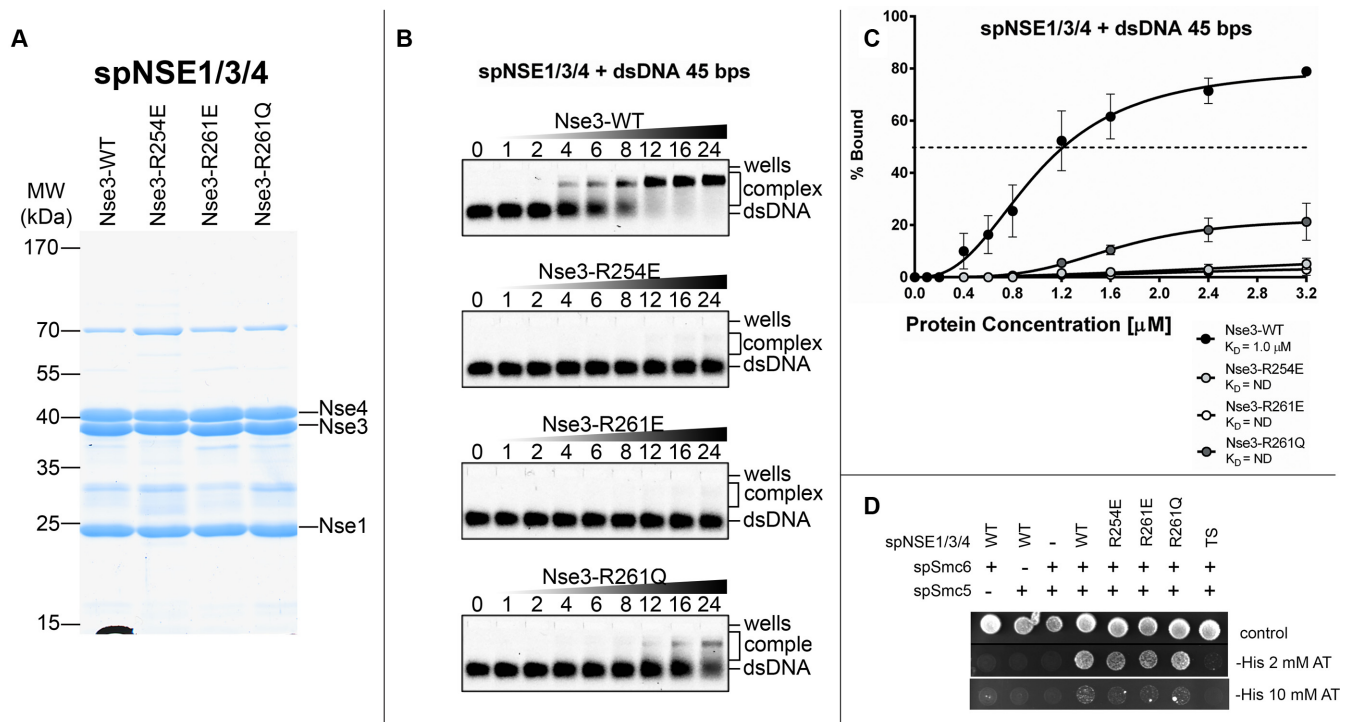 A
spNSE1/3/4
Nse3-WT
Nse3-R254E
Nse3-R261E
Nse3-R261Q
MW
(kDa)
170
70
55
40
35
25
15
Nse4
Nse3
Nse1
B
spNSE1/3/4 + dsDNA 45 bps
Nse3-WT
0 1 2 4 6 8 12 16 24
wells
complex
dsDNA
Nse3-R254E
0 1 2 4 6 8 12 16 24
wells
complex
dsDNA
Nse3-R261E
0 1 2 4 6 8 12 16 24
wells
complex
dsDNA
Nse3-R261Q
0 1 2 4 6 8 12 16 24
wells
comple
dsDNA
C
spNSE1/3/4 + dsDNA 45 bps
% Bound
100
80
60
40
20
0
0.0 0.4 0.8 1.2 1.6 2.0 2.4 2.8 3.2
Protein Concentration [μM]
Nse3-WT
KD = 1.0 μM
Nse3-R254E
KD = ND
Nse3-R261E
KD = ND
Nse3-R261Q
KD = ND
D
spNSE1/3/4 WT WT - WT R254E R261E R261Q TS
spSmc6 + - + + + + + +
spSmc5 - + + + + + + +
control
-His 2 mM AT
-His 10 mM AT